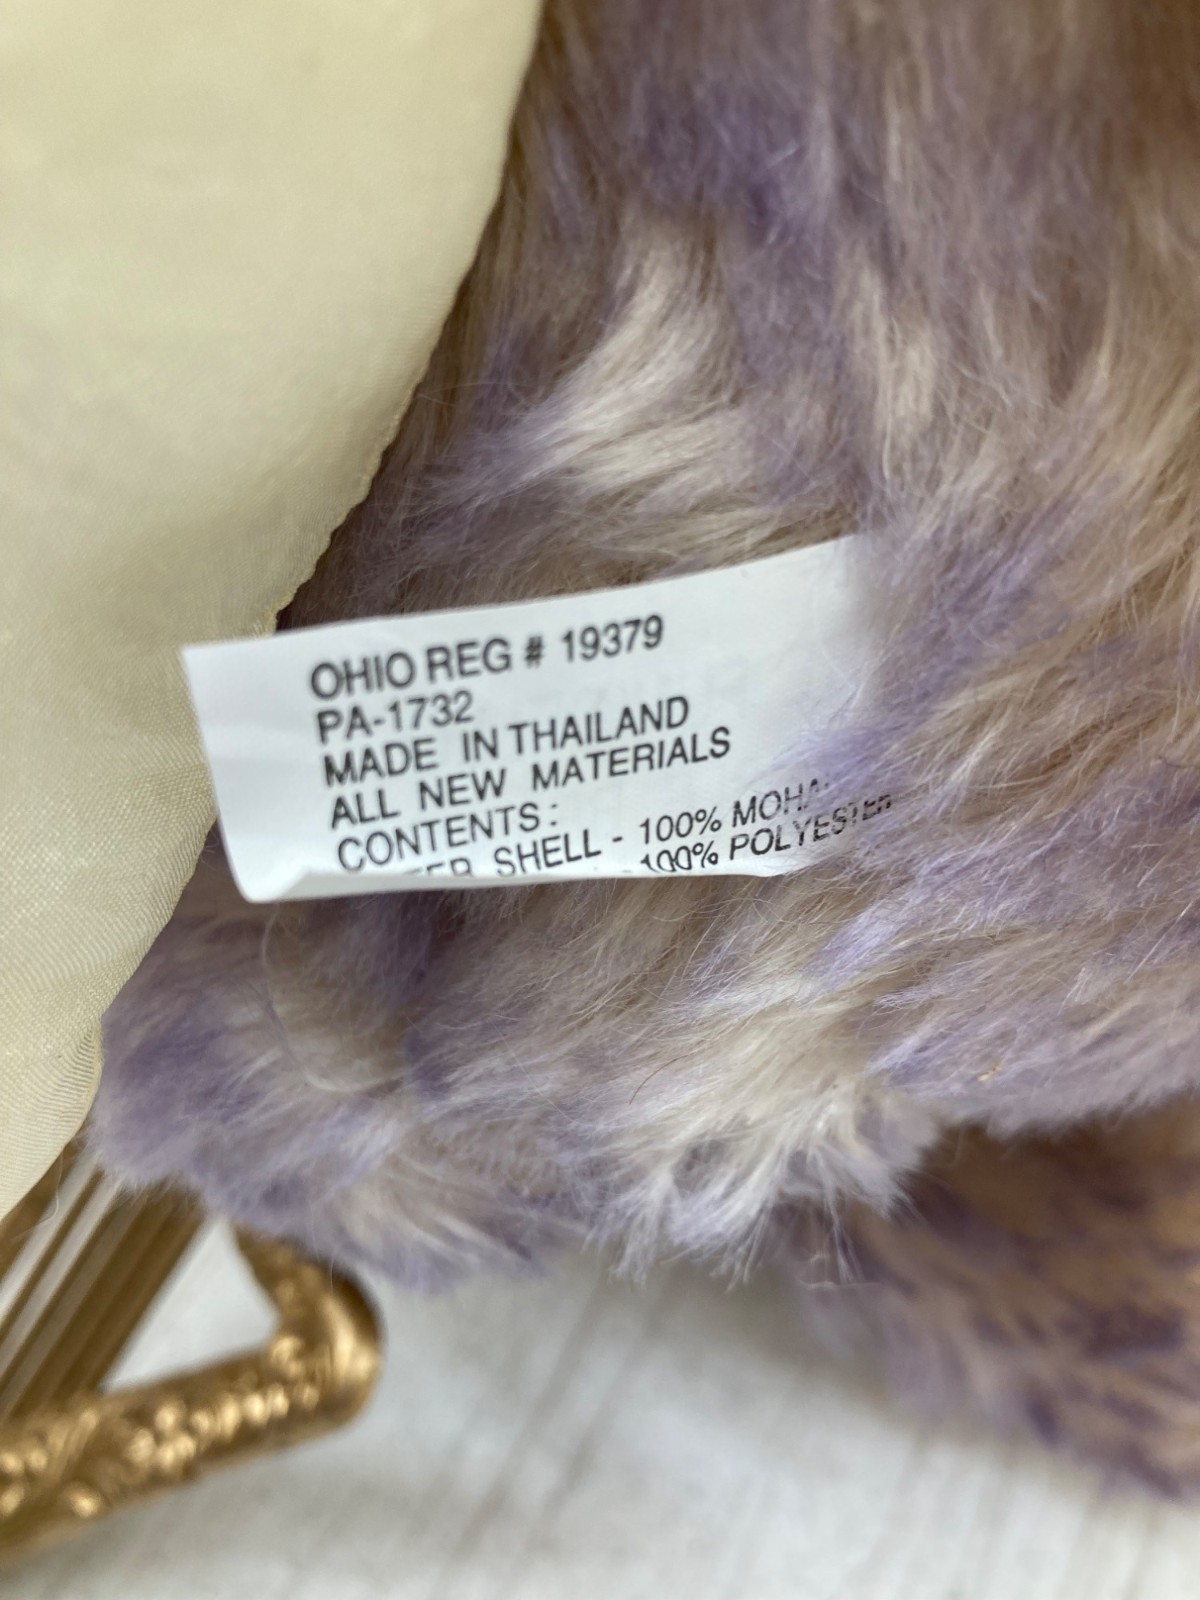 OHIO REG # 19379
PA-1732
MADE IN THAILAND
ALL NEW MATERIALS
CONTENTS:
SHELL - 100%
- 100% POLYESTER